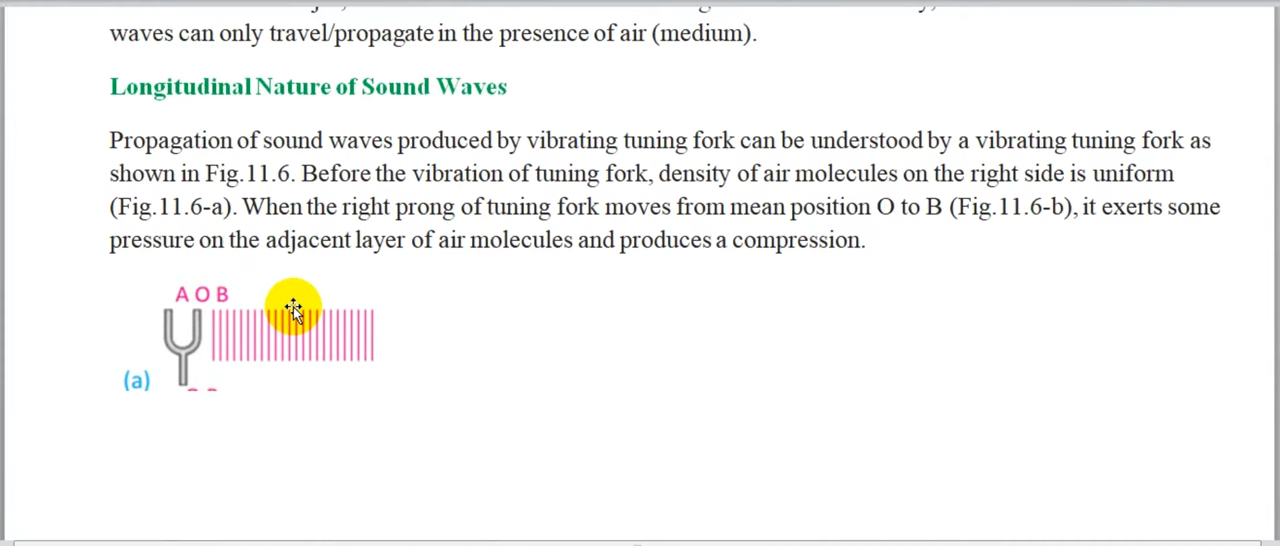 waves can only travel/propagate in the presence of air (medium).
Longitudinal Nature of Sound Waves
Propagation of sound waves produced by vibrating tuning fork can be understood by a vibrating tuning fork as
shown in Fig.11.6. Before the vibration of tuning fork, density of air molecules on the right side is uniform
(Fig.11.6-a). When the right prong of tuning fork moves from mean position O to B (Fig.11.6-b), it exerts some
pressure on the adjacent layer of air molecules and produces a compression.
A O B
(a)